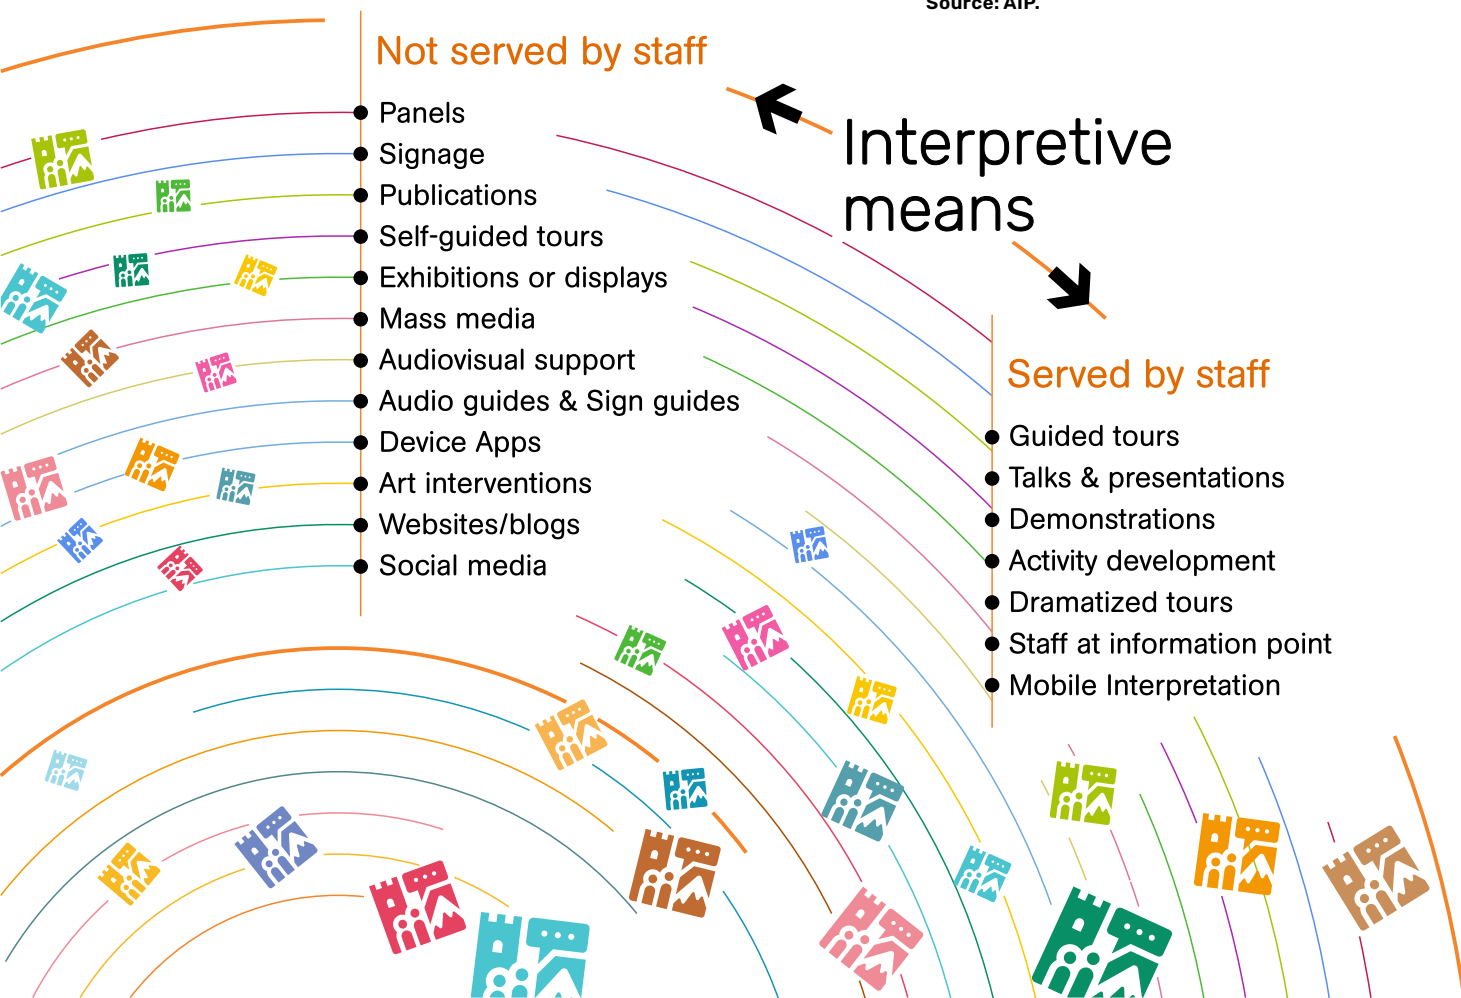 Source: AIP.
Not served by staff
Panels
Signage
Publications
Self-guided tours
Exhibitions or displays
Mass media
Audiovisual support
Audio guides & Sign guides
Device Apps
Art interventions
Websites/blogs
Social media
Interpretive
means
Served by staff
Guided tours
Talks & presentations
Demonstrations
Activity development
Dramatized tours
Staff at information point
Mobile Interpretation